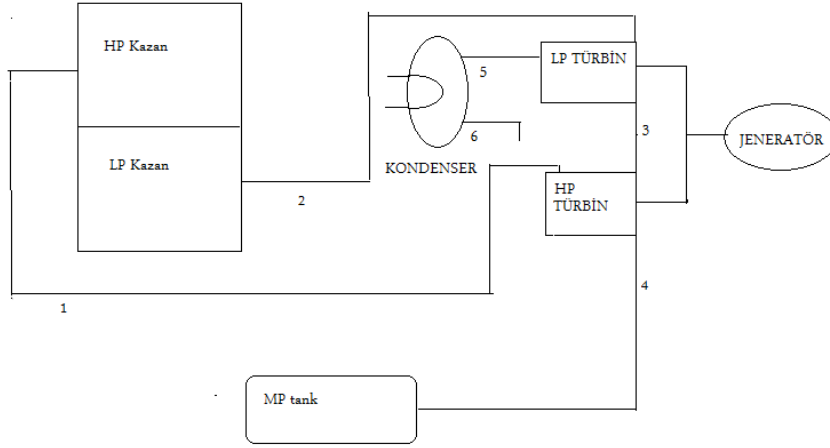 HP Kazan
LP Kazan
LP TÜRBİN
5
6
3
JENERATÖR
KONDENSER
HP
TÜRBİN
2
4
1
MP tank